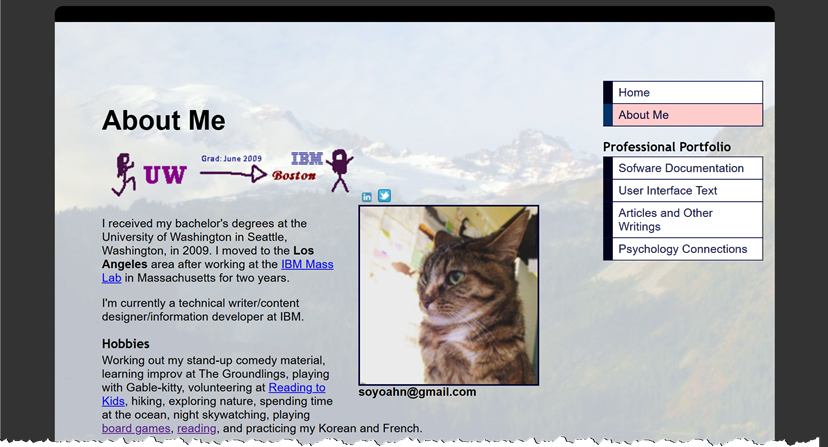 About Me
UW
Grad: June 2009
IBM
Boston
in
I received my bachelor's degrees at the
University of Washington in Seattle,
Washington, in 2009. I moved to the Los
Angeles area after working at the IBM Mass
Lab in Massachusetts for two years.
I'm currently a technical writer/content
designer/information developer at IBM.
Hobbies
Working out my stand-up comedy material,
learning improv at The Groundlings, playing
with Gable-kitty, volunteering at Reading to
Kids, hiking, exploring nature, spending time
at the ocean, night skywatching, playing
board games, reading, and practicing my Korean and French.
soyoahn@gmail.com
Home
About Me
Professional Portfolio
Sofware Documentation
User Interface Text
Articles and Other
Writings
Psychology Connections